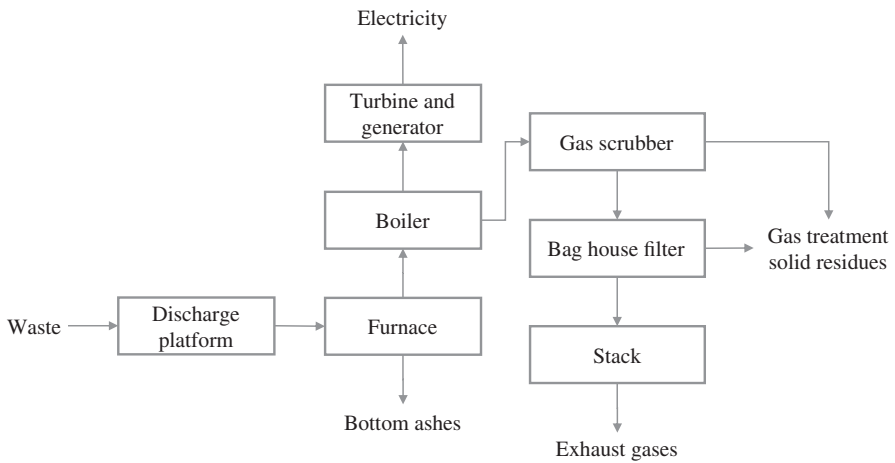 Electricity
Turbine and
generator
Gas scrubber
Boiler
Bag house filter
Gas treatment
solid residues
Waste
Discharge
platform
Furnace
Stack
Bottom ashes
Exhaust gases